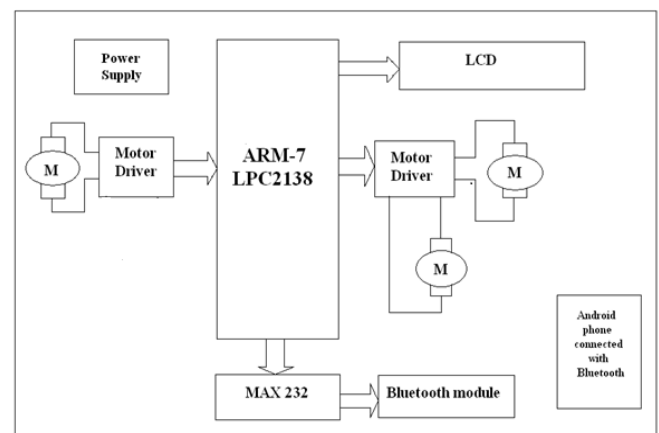 Power
Supply
ARM-7
LPC2138
LCD
M
Motor
Driver
Motor
Driver
M
M
MAX 232
Bluetooth module
Android
phone
connected
with
Bluetooth